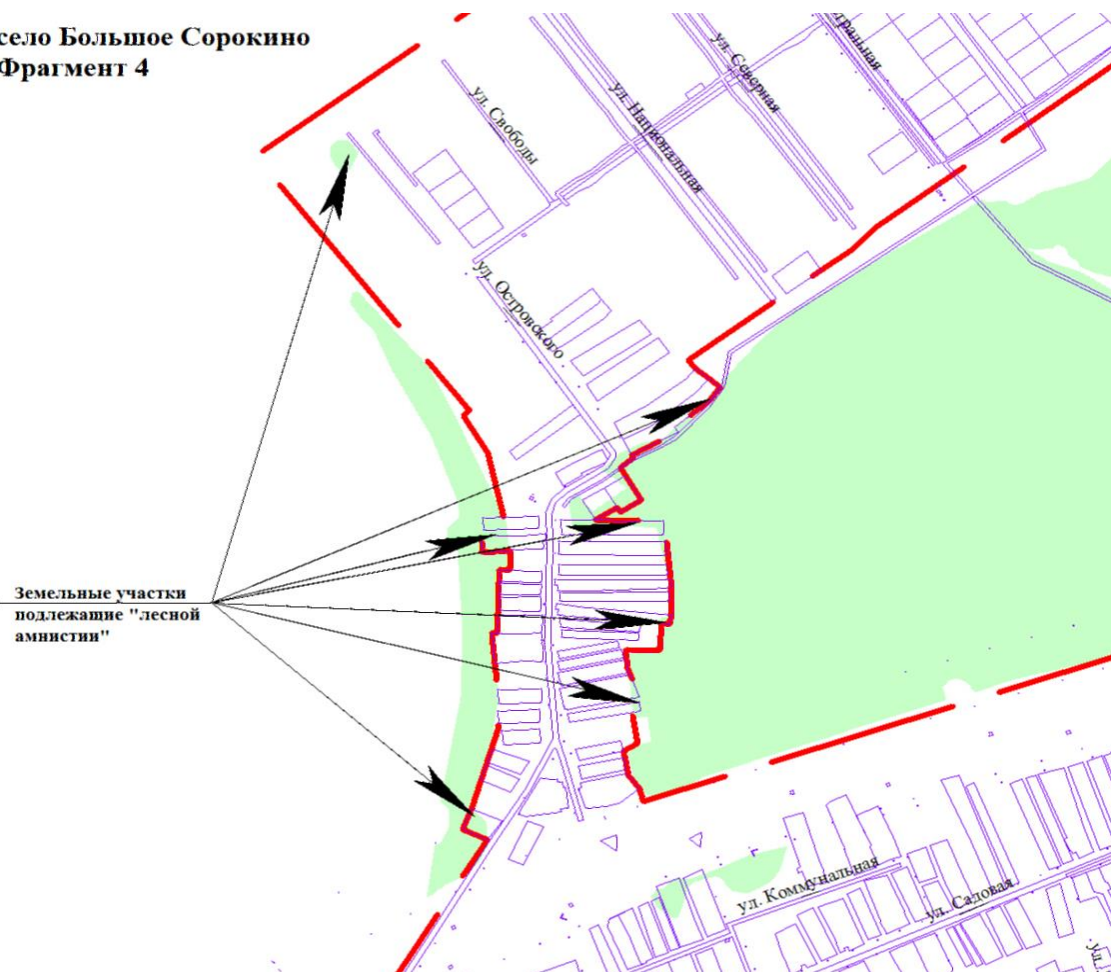 село Большое Сорокино
Фрагмент 4
ул. Свободы
ул. Национальная
ул. Северная
ул. Островского
Земельные участки
подлежащие "лесной
амнистии"
ул. Коммунальная
ул. Садовая
ул.